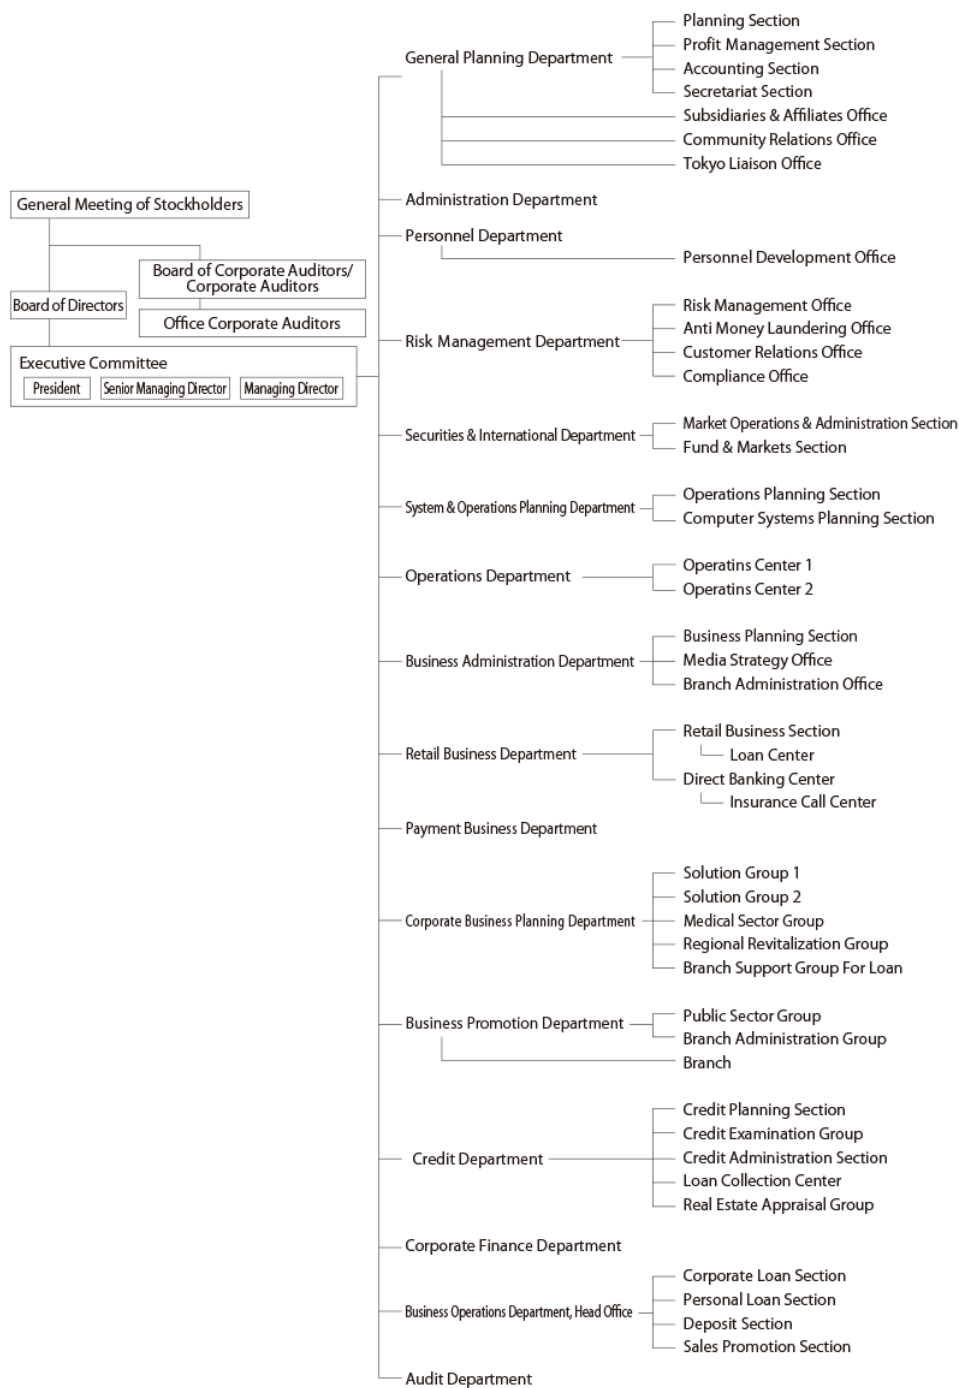 General Meeting of Stockholders
Board of Corporate Auditors/
Corporate Auditors
Board of Directors
Office Corporate Auditors
Executive Committee
President
Senior Managing Director
Managing Director
General Planning Department
Planning Section
Profit Management Section
Accounting Section
Secretariat Section
Subsidiaries & Affiliates Office
Community Relations Office
Tokyo Liaison Office
Administration Department
Personnel Department
Personnel Development Office
Risk Management Department
Risk Management Office
Anti Money Laundering Office
Customer Relations Office
Compliance Office
Securities & International Department
Market Operations & Administration Section
Fund & Markets Section
System & Operations Planning Department
Operations Planning Section
Computer Systems Planning Section
Operations Department
Operatins Center 1
Operatins Center 2
Business Administration Department
Business Planning Section
Media Strategy Office
Branch Administration Office
Retail Business Department
Retail Business Section
Loan Center
Direct Banking Center
Insurance Call Center
Payment Business Department
Corporate Business Planning Department
Solution Group 1
Solution Group 2
Medical Sector Group
Regional Revitalization Group
Branch Support Group For Loan
Business Promotion Department
Public Sector Group
Branch Administration Group
Branch
Credit Department
Credit Planning Section
Credit Examination Group
Credit Administration Section
Loan Collection Center
Real Estate Appraisal Group
Corporate Finance Department
Business Operations Department, Head Office
Corporate Loan Section
Personal Loan Section
Deposit Section
Sales Promotion Section
Audit Department